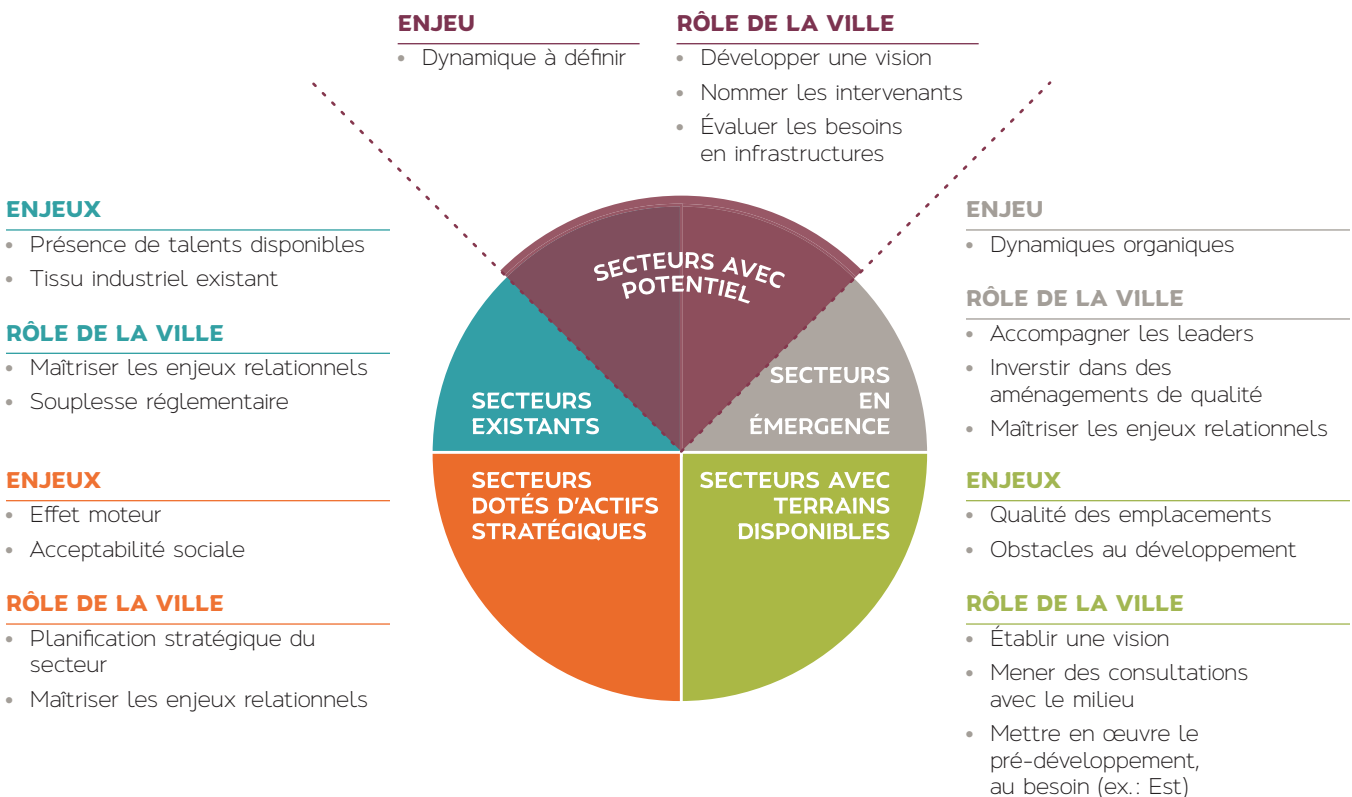 ENJEU
• Dynamique à définir
RÔLE DE LA VILLE
• Développer une vision
• Nommer les intervenants
• Évaluer les besoins
en infrastructures
ENJEUX
• Présence de talents disponibles
• Tissu industriel existant
RÔLE DE LA VILLE
• Maîtriser les enjeux relationnels
• Souplesse réglementaire
ENJEUX
• Effet moteur
• Acceptabilité sociale
RÔLE DE LA VILLE
• Planification stratégique du
secteur
• Maîtriser les enjeux relationnels
SECTEURS AVEC
POTENTIEL
SECTEURS
EXISTANTS
SECTEURS
EN
ÉMERGENCE
SECTEURS
DOTÉS D'ACTIFS
STRATÉGIQUES
SECTEURS AVEC
TERRAINS
DISPONIBLES
ENJEU
• Dynamiques organiques
RÔLE DE LA VILLE
• Accompagner les leaders
• Inverstir dans des
aménagements de qualité
• Maîtriser les enjeux relationnels
ENJEUX
• Qualité des emplacements
• Obstacles au développement
RÔLE DE LA VILLE
• Établir une vision
• Mener des consultations
avec le milieu
• Mettre en œuvre le
pré-développement,
au besoin (ex.: Est)